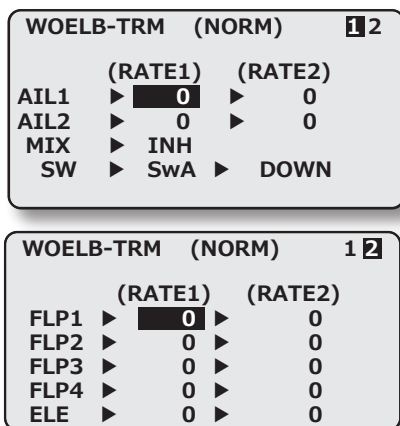 WOELB-TRM (NORM) 1 2
(RATE1) (RATE2)
AIL1 ▶ 0 ▶ 0
AIL2 ▶ 0 ▶ 0
MIX ▶ INH
SW ▶ SwA ▶ DOWN
WOELB-TRM (NORM) 1 2
(RATE1) (RATE2)
FLP1 ▶ 0 ▶ 0
FLP2 ▶ 0 ▶ 0
FLP3 ▶ 0 ▶ 0
FLP4 ▶ 0 ▶ 0
ELE ▶ 0 ▶ 0